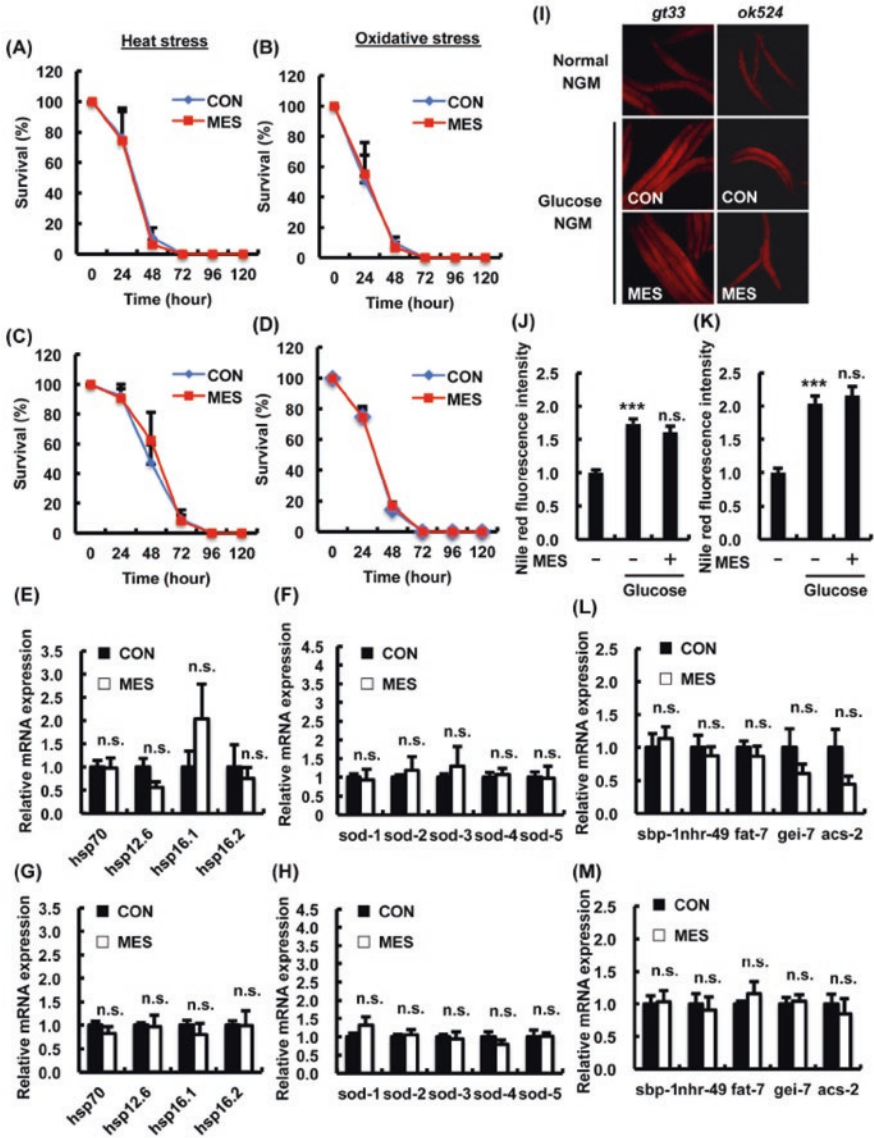 Heat stress
Oxidative stress
(A)
Survival (%)
120
100
80
60
40
20
0
CON
MES
0 24 48 72 96 120
Time (hour)
(B)
Survival (%)
120
100
80
60
40
20
0
CON
MES
0 24 48 72 96 120
Time (hour)
(C)
Survival (%)
120
100
80
60
40
20
0
CON
MES
0 24 48 72 96 120
Time (hour)
(D)
Survival (%)
120
100
80
60
40
20
0
CON
MES
0 24 48 72 96 120
Time (hour)
(I)
gt33 ok524
Normal
NGM
Glucose
NGM
CON CON
MES MES
(J)
Nile red fluorescence intensity
2.5
2.0
1.5
1.0
0.5
0.0
***
n.s.
MES − − +
Glucose
(K)
Nile red fluorescence intensity
2.5
2.0
1.5
1.0
0.5
0.0
***
n.s.
MES − − +
Glucose
(E)
Relative mRNA expression
3.5
3.0
2.5
2.0
1.5
1.0
0.5
0.0
CON
MES
n.s. n.s. n.s. n.s.
hsp70 hsp12.6 hsp16.1 hsp16.2
(F)
Relative mRNA expression
4.5
4
3.5
3
2.5
2
1.5
1
0.5
0
CON
MES
n.s. n.s. n.s. n.s. n.s.
sod-1 sod-2 sod-3 sod-4 sod-5
(L)
Relative mRNA expression
2.5
2.0
1.5
1.0
0.5
0.0
CON
MES
n.s. n.s. n.s. n.s. n.s.
sbp-1 nhr-49 fat-7 gei-7 acs-2
(G)
Relative mRNA expression
3.5
3.0
2.5
2.0
1.5
1.0
0.5
0.0
CON
MES
n.s. n.s. n.s. n.s.
hsp70 hsp12.6 hsp16.1 hsp16.2
(H)
Relative mRNA expression
4.5
4.0
3.5
3.0
2.5
2.0
1.5
1.0
0.5
0.0
CON
MES
n.s. n.s. n.s. n.s. n.s.
sod-1 sod-2 sod-3 sod-4 sod-5
(M)
Relative mRNA expression
2.5
2.0
1.5
1.0
0.5
0.0
CON
MES
n.s. n.s. n.s. n.s. n.s.
sbp-1 nhr-49 fat-7 gei-7 acs-2